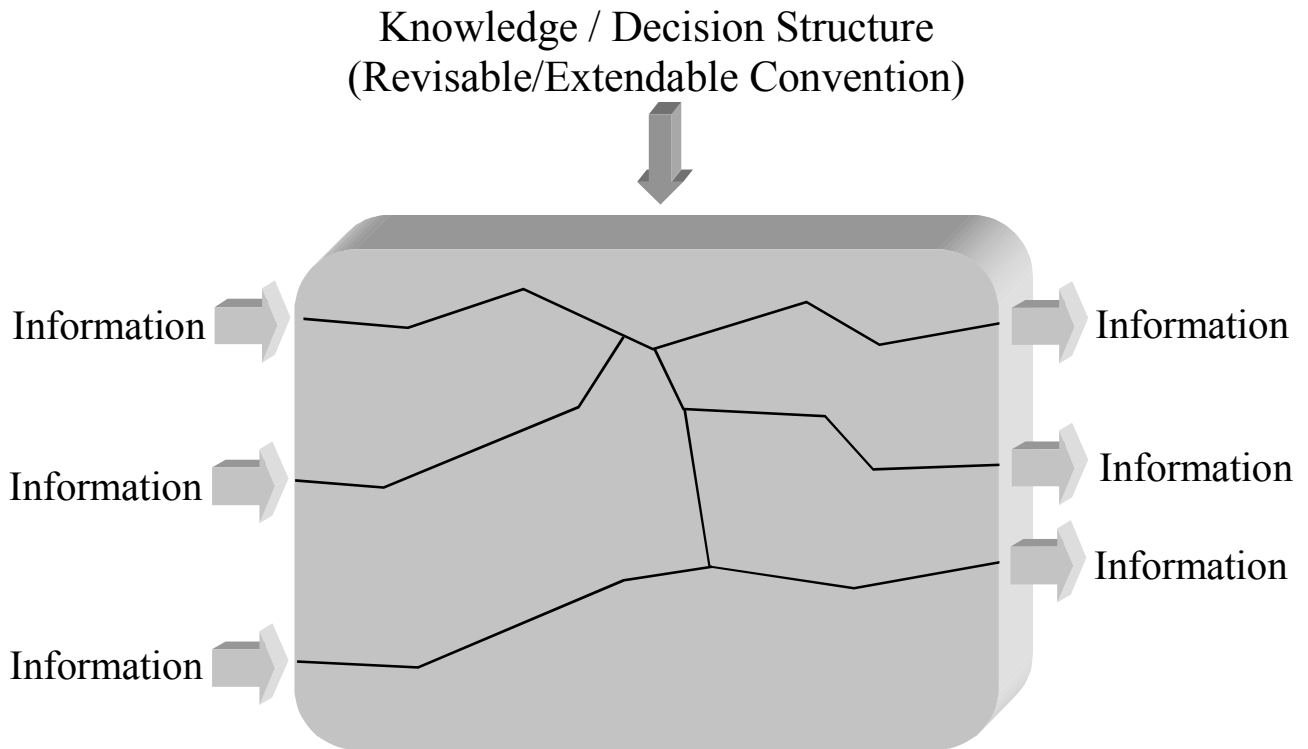 Knowledge / Decision Structure
(Revisable/Extendable Convention)
Information
Information
Information
Information
Information
Information